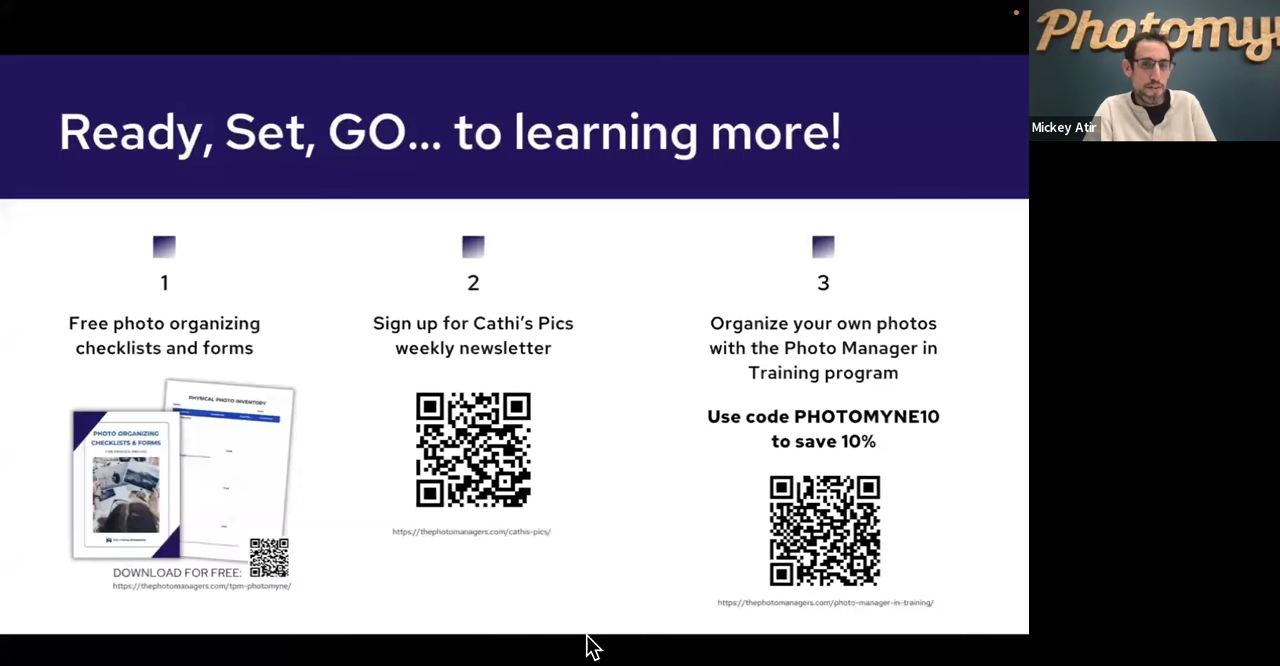 Photomy
Mickey Atir
Ready, Set, GO... to learning more!
1
Free photo organizing
checklists and forms
PHYSICAL PHOTO INVENTORY
PHOTO ORGANIZING
CHECKLISTS & FORMS
DOWNLOAD FOR FREE:
https://thephotomanagers.com/tpm-photomyne/
2
Sign up for Cathi's Pics
weekly newsletter
https://thephotomanagers.com/cathis-pics/
3
Organize your own photos
with the Photo Manager in
Training program
Use code PHOTOMYNE10
to save 10%
https://thephotomanagers.com/photo-manager-in-training/